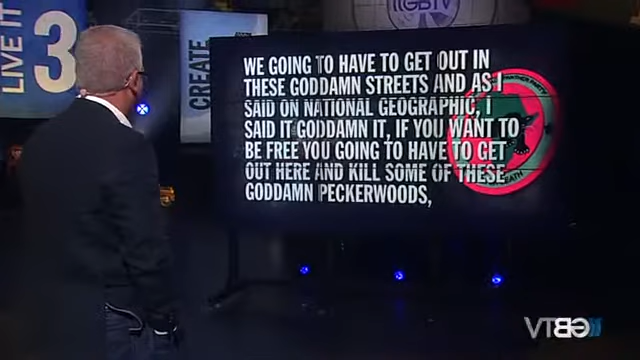 LIVE IT
3
CREATE
GBTV
WE GOING TO HAVE TO GET OUT IN
THESE GODDAMN STREETS AND AS I
SAID ON NATIONAL GEOGRAPHIC, I
SAID IT GODDAMN IT, IF YOU WANT TO
BE FREE YOU GOING TO HAVE TO GET
OUT HERE AND KILL SOME OF THESE
GODDAMN PECKERWOODS,
PANTHER PARTY